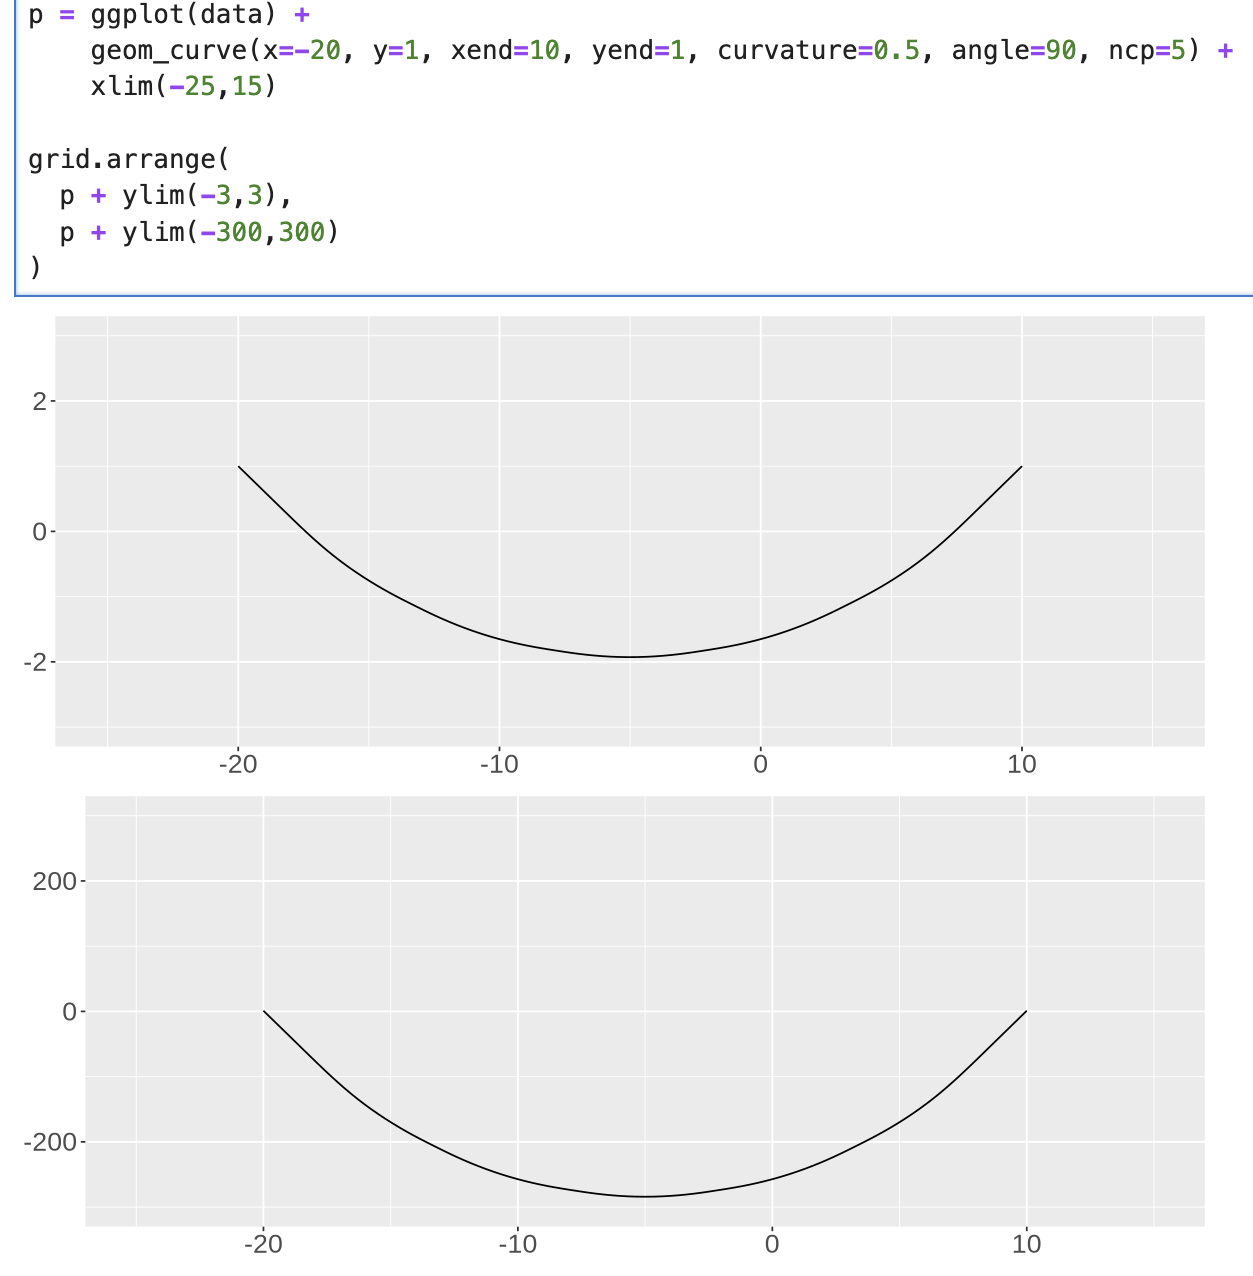 p = ggplot(data) +
    geom_curve(x=-20, y=1, xend=10, yend=1, curvature=0.5, angle=90, ncp=5) +
    xlim(-25,15)
grid.arrange(
  p + ylim(-3,3),
  p + ylim(-300,300)
)
2
0
-2
-20 -10 0 10
200
0
-200
-20 -10 0 10